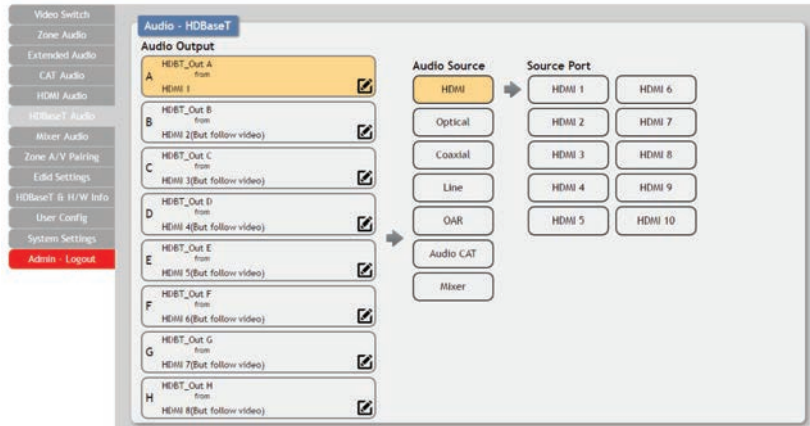 Video Switch
Zone Audio
Extended Audio
CAT Audio
HDMI Audio
HDBaseT Audio
Mixer Audio
Zone A/V Pairing
Edid Settings
HDBaseT & H/W Info
User Config
System Settings
Admin - Logout
Audio - HDBaseT
Audio Output
A
HDBT_Out A
from
HDMI 1
B
HDBT_Out B
from
HDMI 2(But follow video)
C
HDBT_Out C
from
HDMI 3(But follow video)
D
HDBT_Out D
from
HDMI 4(But follow video)
E
HDBT_Out E
from
HDMI 5(But follow video)
F
HDBT_Out F
from
HDMI 6(But follow video)
G
HDBT_Out G
from
HDMI 7(But follow video)
H
HDBT_Out H
from
HDMI 8(But follow video)
Audio Source
HDMI
Optical
Coaxial
Line
OAR
Audio CAT
Mixer
Source Port
HDMI 1 HDMI 6
HDMI 2 HDMI 7
HDMI 3 HDMI 8
HDMI 4 HDMI 9
HDMI 5 HDMI 10